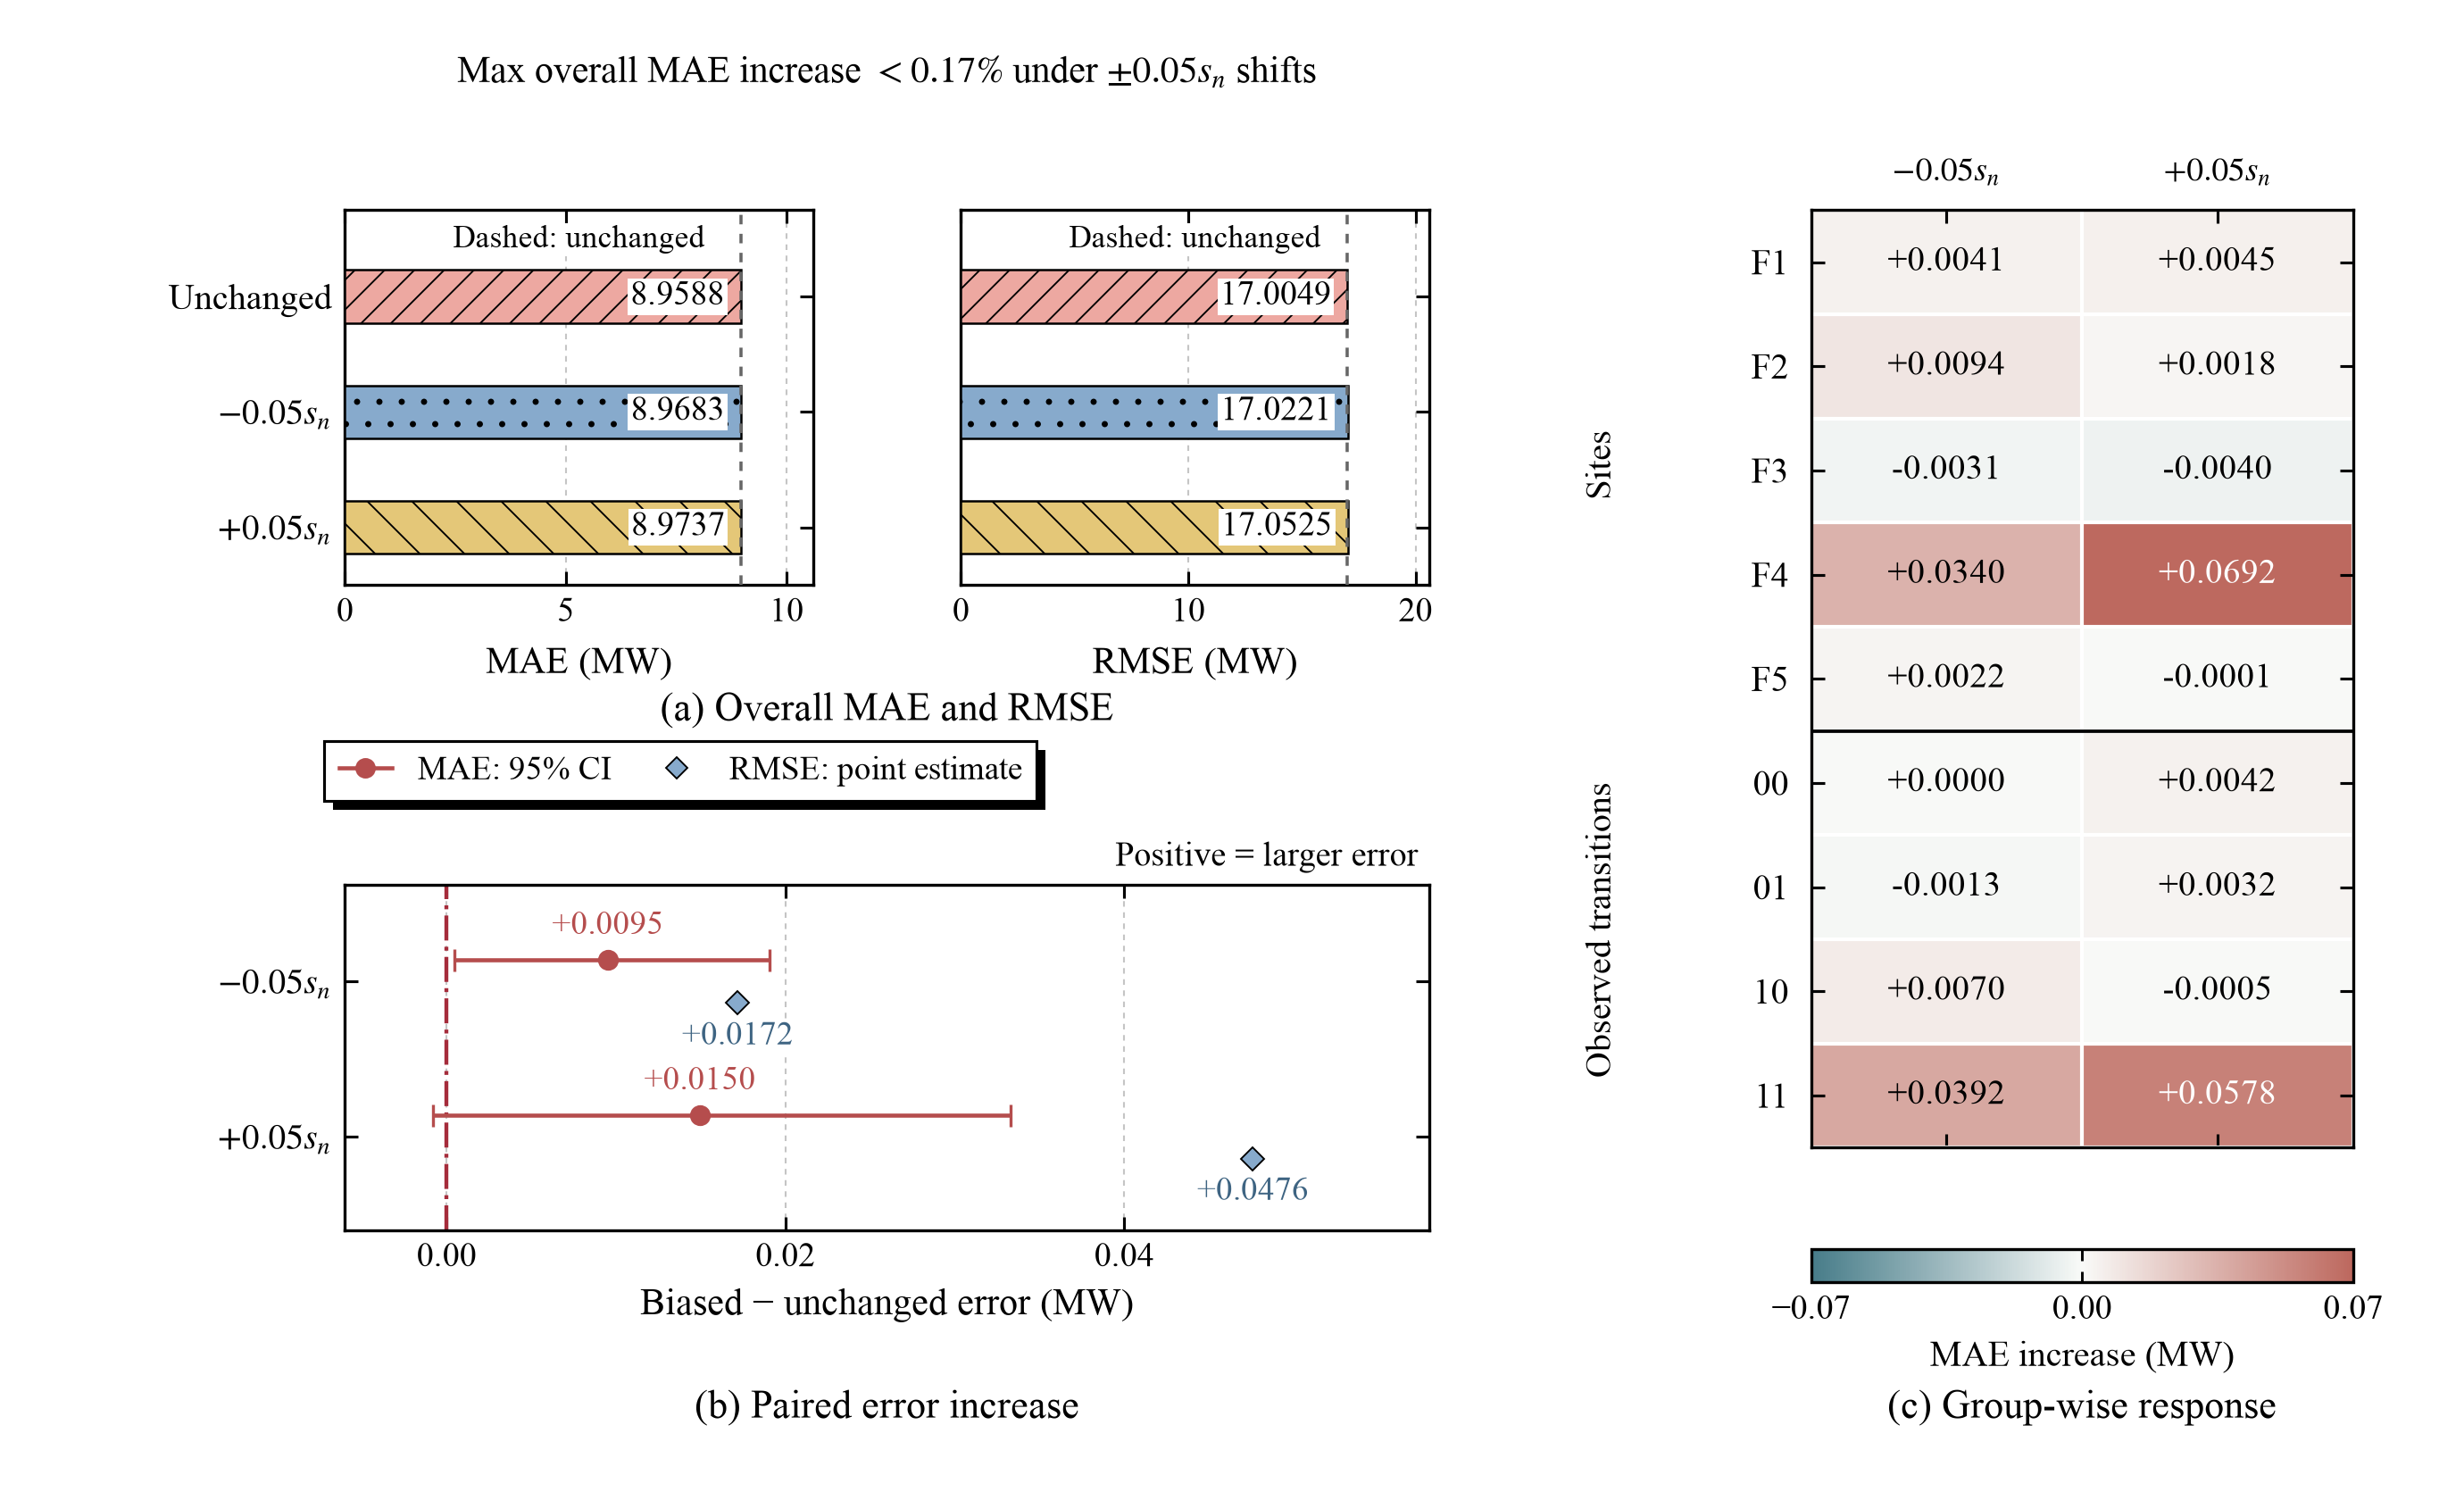 Max overall MAE increase < 0.17% under ±0.05sₙ shifts
Dashed: unchanged
Unchanged
8.9588
−0.05sₙ
8.9683
+0.05sₙ
8.9737
0 5 10
MAE (MW)
Dashed: unchanged
17.0049
17.0221
17.0525
0 10 20
RMSE (MW)
(a) Overall MAE and RMSE
MAE: 95% CI RMSE: point estimate
Positive = larger error
+0.0095
−0.05sₙ
+0.0172
+0.0150
+0.05sₙ
+0.0476
0.00 0.02 0.04
Biased − unchanged error (MW)
(b) Paired error increase
−0.05sₙ +0.05sₙ
Sites
F1 +0.0041 +0.0045
F2 +0.0094 +0.0018
F3 -0.0031 -0.0040
F4 +0.0340 +0.0692
F5 +0.0022 -0.0001
Observed transitions
00 +0.0000 +0.0042
01 -0.0013 +0.0032
10 +0.0070 -0.0005
11 +0.0392 +0.0578
−0.07 0.00 0.07
MAE increase (MW)
(c) Group-wise response